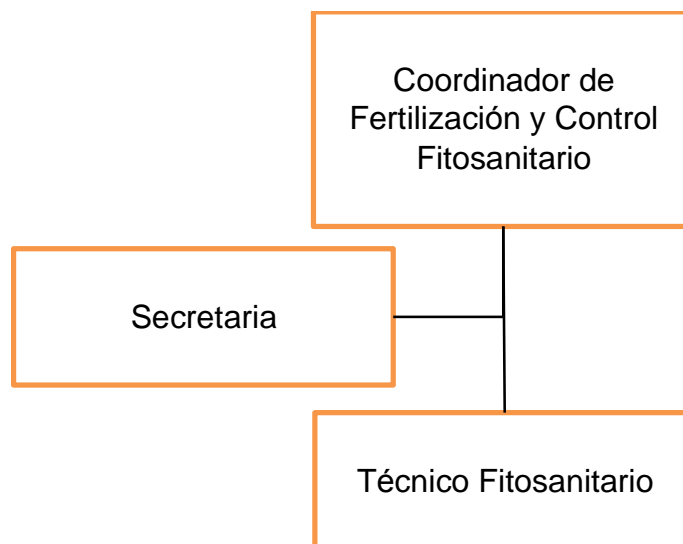 Coordinador de
Fertilización y Control
Fitosanitario
Secretaria
Técnico Fitosanitario